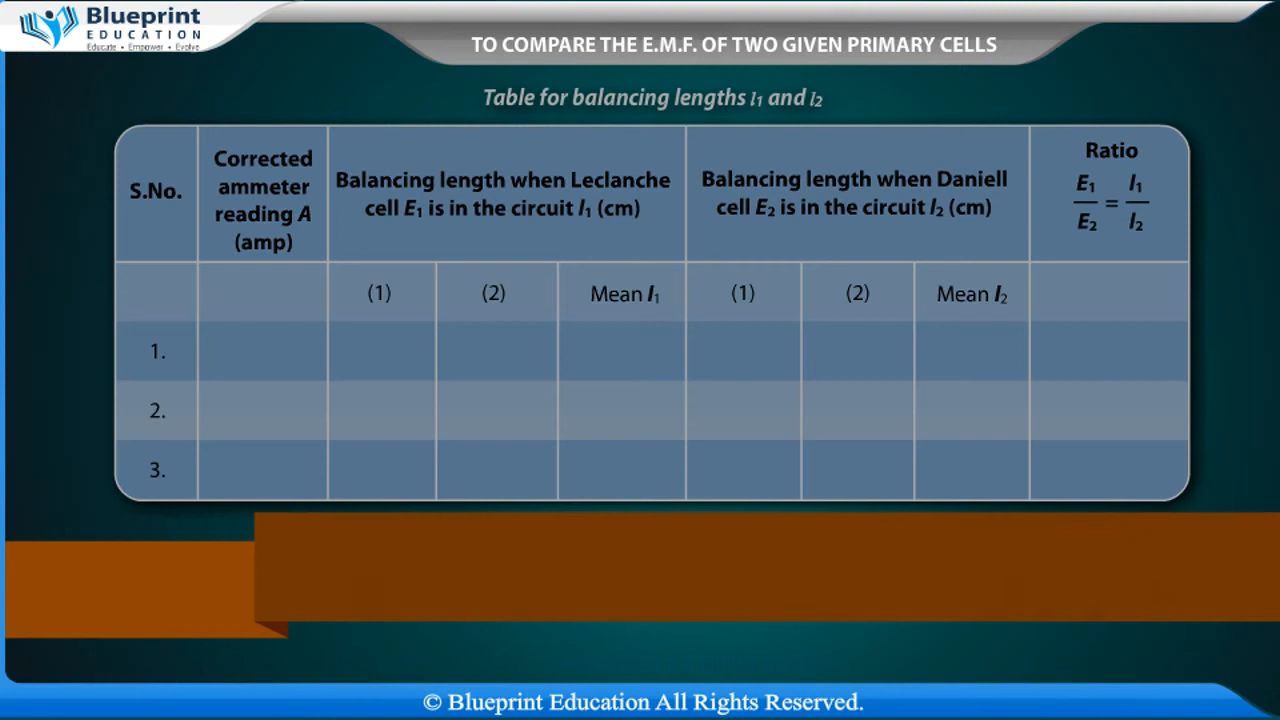 Blueprint
EDUCATION
Educate • Empower • Evolve
TO COMPARE THE E.M.F. OF TWO GIVEN PRIMARY CELLS
Table for balancing lengths l₁ and l₂
S.No.
Corrected
ammeter
reading A
(amp)
Balancing length when Leclanche
cell E₁ is in the circuit l₁ (cm)
Balancing length when Daniell
cell E₂ is in the circuit l₂ (cm)
Ratio
E₁/E₂ = l₁/l₂
(1) (2) Mean l₁ (1) (2) Mean l₂
1.
2.
3.
© Blueprint Education All Rights Reserved.